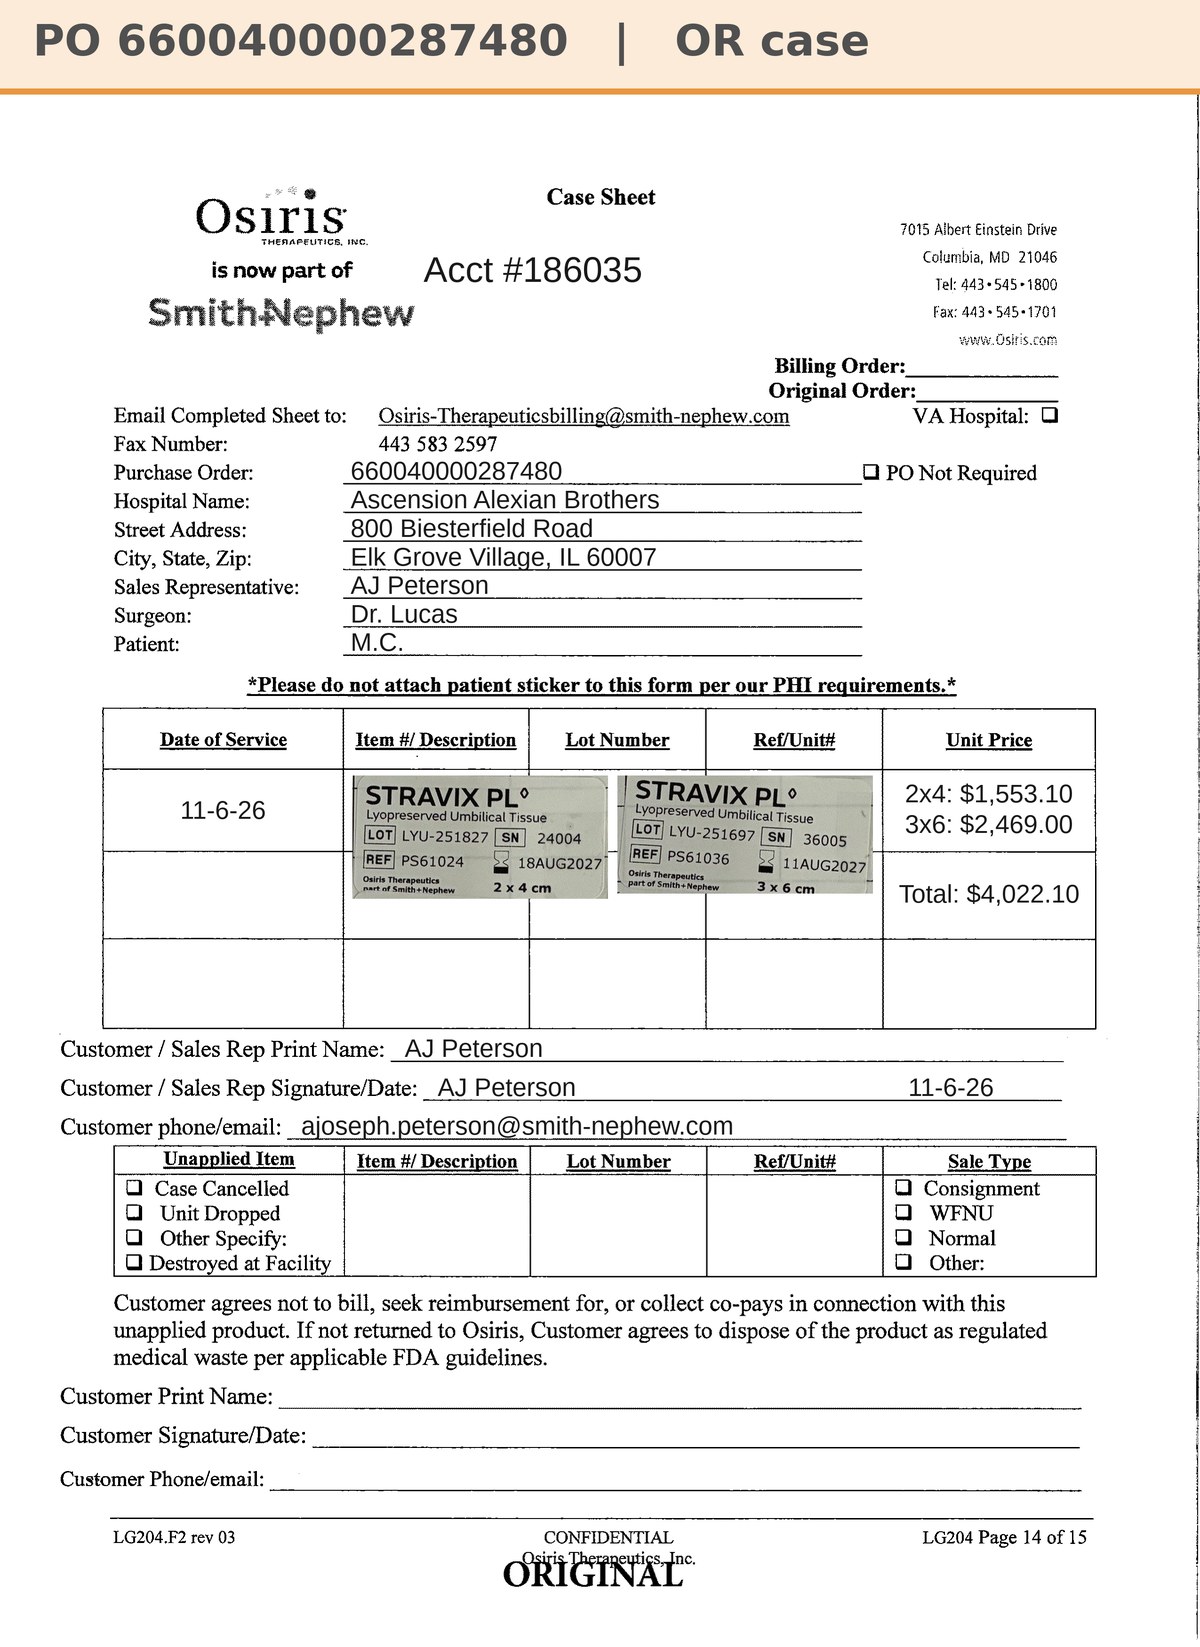 PO 660040000287480 | OR case
Case Sheet
Osiris
THERAPEUTICS, INC.
is now part of
Smith+Nephew
Acct #186035
7015 Albert Einstein Drive
Columbia, MD 21046
Tel: 443•545•1800
Fax: 443•545•1701
www.Osiris.com
Billing Order:
Original Order:
Email Completed Sheet to: Osiris-Therapeuticsbilling@smith-nephew.com VA Hospital: ❑
Fax Number: 443 583 2597
Purchase Order: 660040000287480 ❑ PO Not Required
Hospital Name: Ascension Alexian Brothers
Street Address: 800 Biesterfield Road
City, State, Zip: Elk Grove Village, IL 60007
Sales Representative: AJ Peterson
Surgeon: Dr. Lucas
Patient: M.C.
*Please do not attach patient sticker to this form per our PHI requirements.*
Date of Service Item #/ Description Lot Number Ref/Unit# Unit Price
11-6-26
STRAVIX PL◊
Lyopreserved Umbilical Tissue
LOT LYU-251827 SN 24004
REF PS61024 18AUG2027
Osiris Therapeutics
part of Smith+Nephew 2 x 4 cm
STRAVIX PL◊
Lyopreserved Umbilical Tissue
LOT LYU-251697 SN 36005
REF PS61036 11AUG2027
Osiris Therapeutics
part of Smith+Nephew 3 x 6 cm
2x4: $1,553.10
3x6: $2,469.00
Total: $4,022.10
Customer / Sales Rep Print Name: AJ Peterson
Customer / Sales Rep Signature/Date: AJ Peterson 11-6-26
Customer phone/email: ajoseph.peterson@smith-nephew.com
Unapplied Item Item #/ Description Lot Number Ref/Unit# Sale Type
❑ Case Cancelled ❑ Consignment
❑ Unit Dropped ❑ WFNU
❑ Other Specify: ❑ Normal
❑ Destroyed at Facility ❑ Other:
Customer agrees not to bill, seek reimbursement for, or collect co-pays in connection with this
unapplied product. If not returned to Osiris, Customer agrees to dispose of the product as regulated
medical waste per applicable FDA guidelines.
Customer Print Name:
Customer Signature/Date:
Customer Phone/email:
LG204.F2 rev 03 CONFIDENTIAL LG204 Page 14 of 15
Osiris Therapeutics, Inc.
ORIGINAL